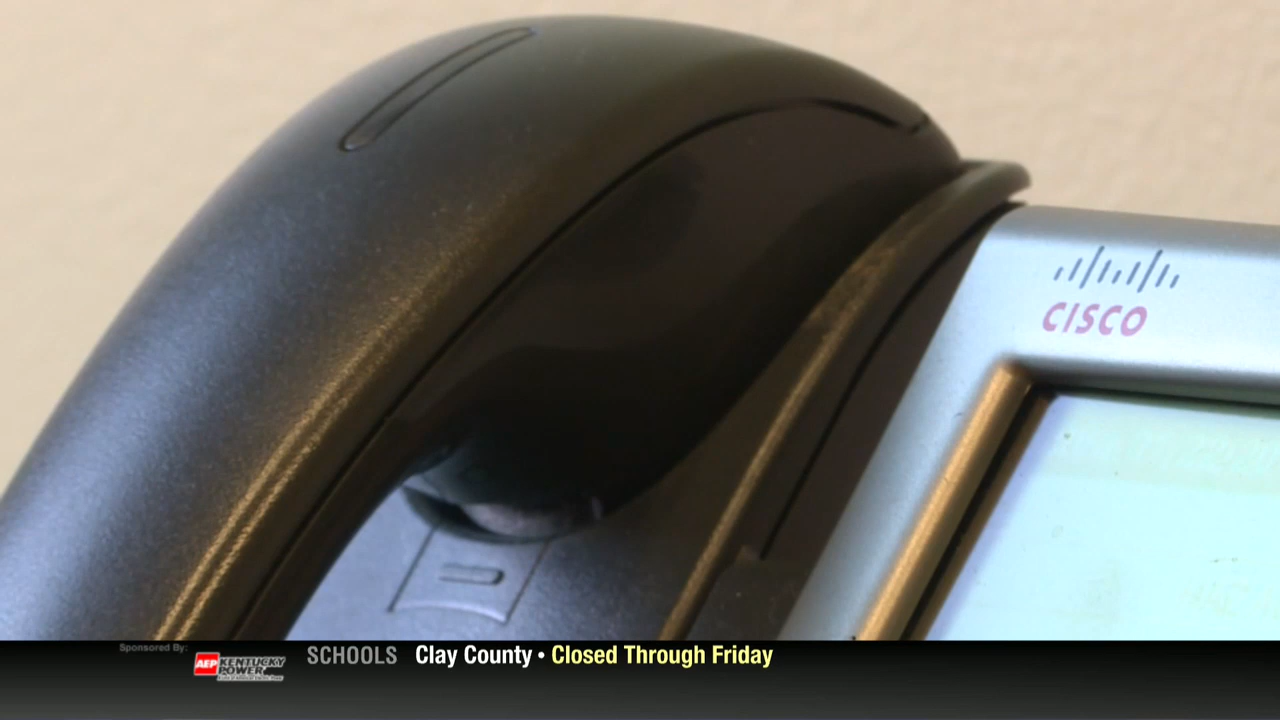 CISCO
Sponsored By:
AEP KENTUCKY
POWER
SCHOOLS Clay County • Closed Through Friday